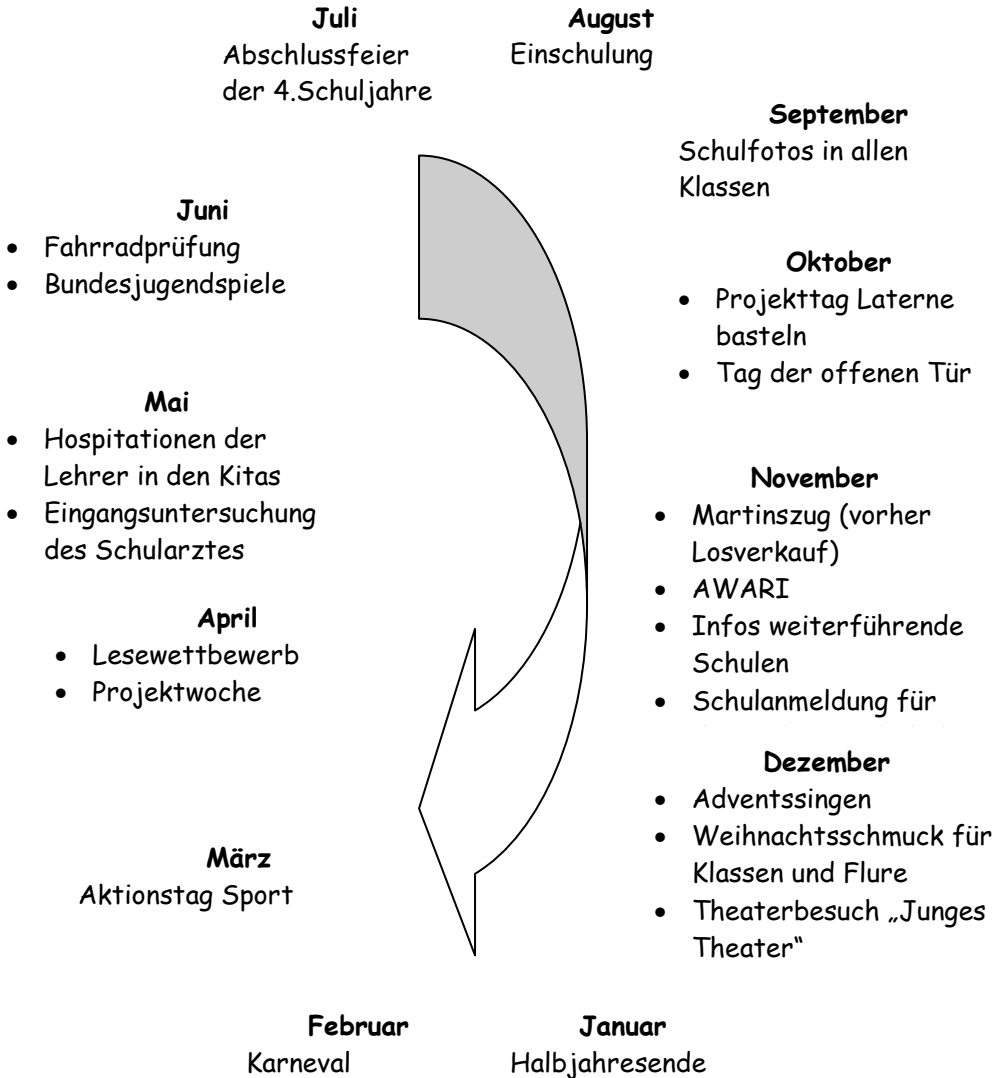 Juli
Abschlussfeier
der 4.Schuljahre
August
Einschulung
September
Schulfotos in allen
Klassen
Oktober
• Projekttag Laterne
basteln
• Tag der offenen Tür
November
• Martinszug (vorher
Losverkauf)
• AWARI
• Infos weiterführende
Schulen
• Schulanmeldung für
Dezember
• Adventssingen
• Weihnachtsschmuck für
Klassen und Flure
• Theaterbesuch „Junges
Theater“
Januar
Halbjahresende
Februar
Karneval
März
Aktionstag Sport
April
• Lesewettbewerb
• Projektwoche
Mai
• Hospitationen der
Lehrer in den Kitas
• Eingangsuntersuchung
des Schularztes
Juni
• Fahrradprüfung
• Bundesjugendspiele